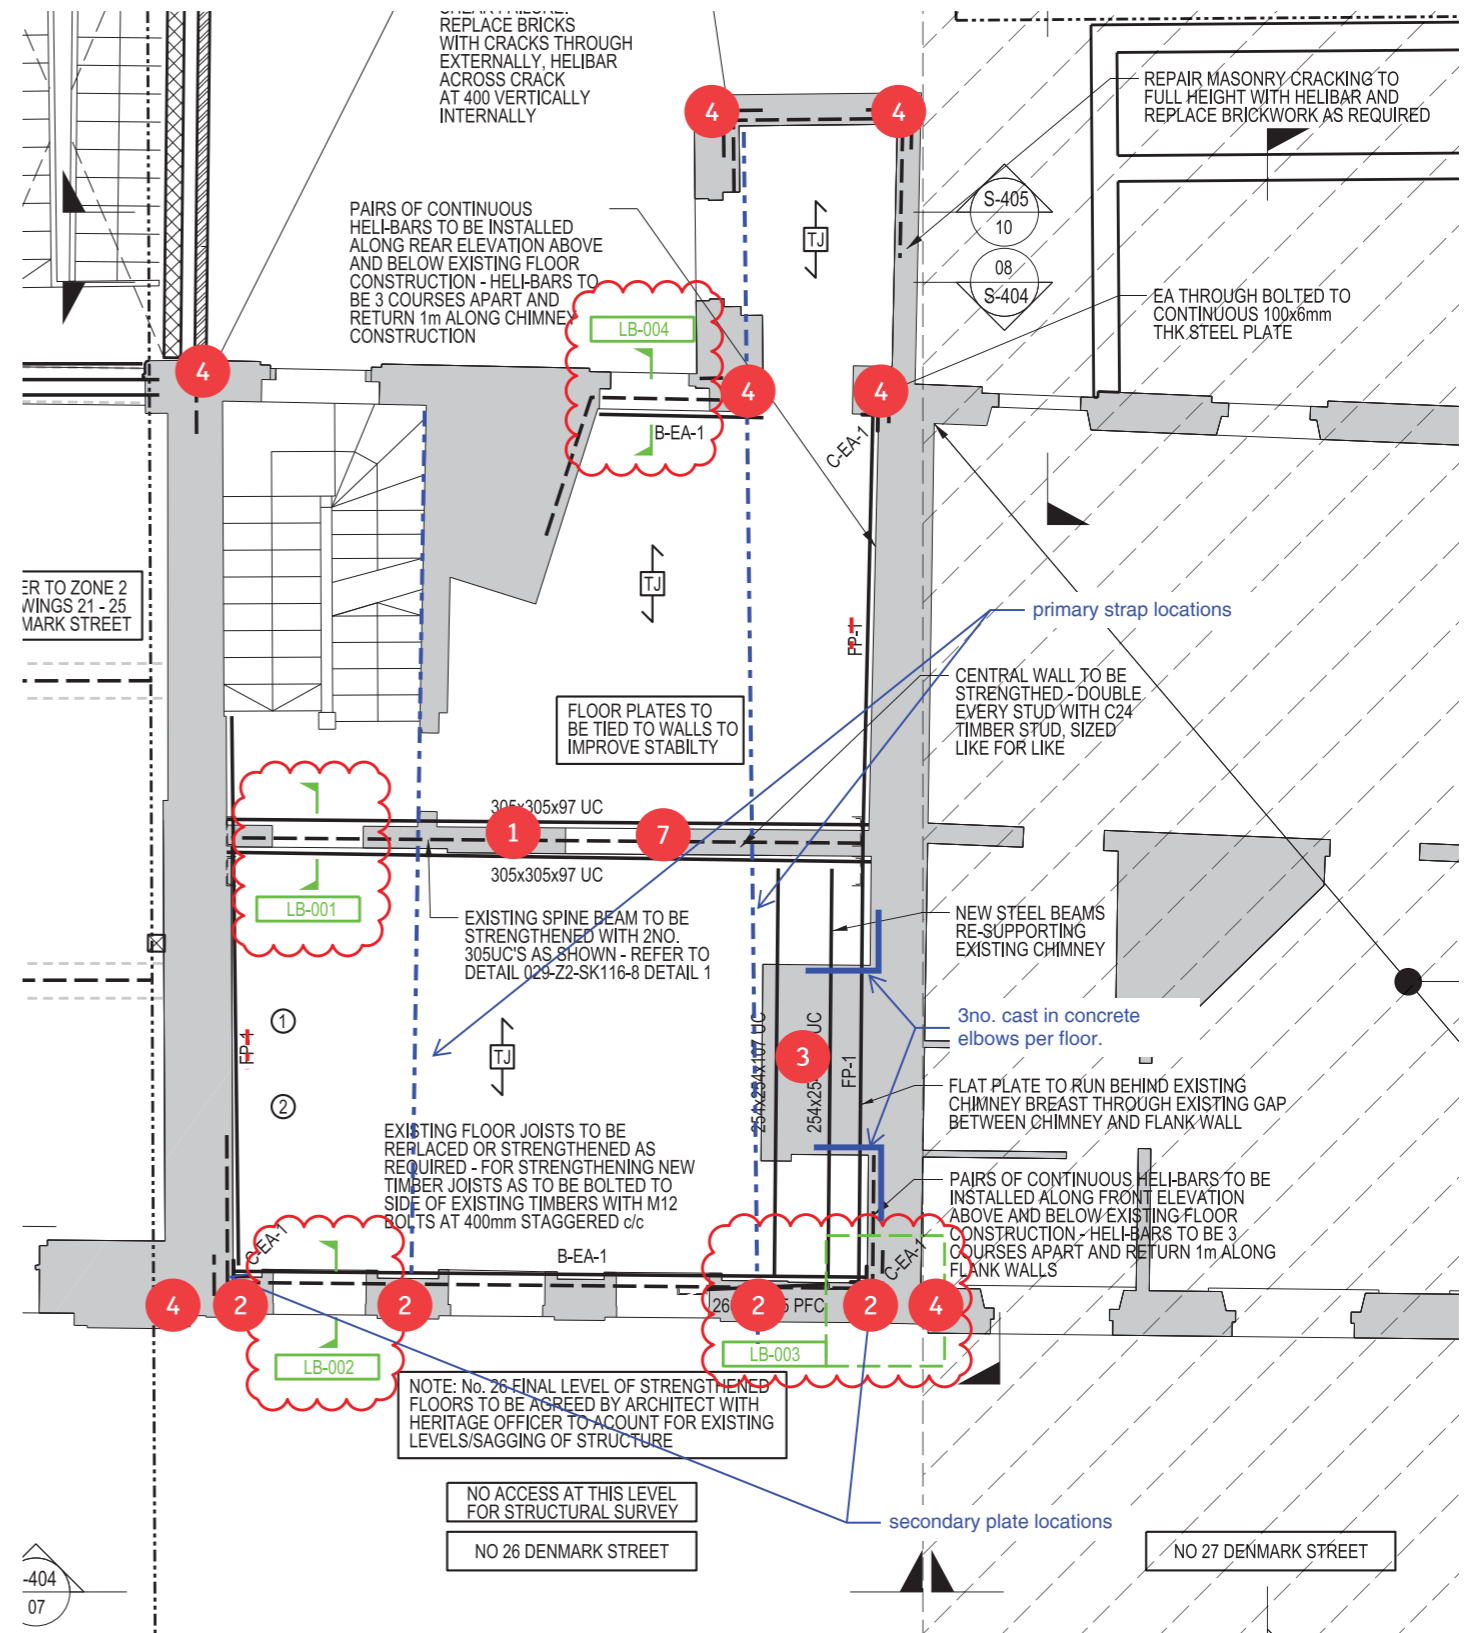 REPLACE BRICKS
WITH CRACKS THROUGH
EXTERNALLY, HELIBAR
ACROSS CRACK
AT 400 VERTICALLY
INTERNALLY
4
4
REPAIR MASONRY CRACKING TO
FULL HEIGHT WITH HELIBAR AND
REPLACE BRICKWORK AS REQUIRED
S-405
10
08
S-404
TJ
PAIRS OF CONTINUOUS
HELI-BARS TO BE INSTALLED
ALONG REAR ELEVATION ABOVE
AND BELOW EXISTING FLOOR
CONSTRUCTION - HELI-BARS TO
BE 3 COURSES APART AND
RETURN 1m ALONG CHIMNEY
CONSTRUCTION
LB-004
EA THROUGH BOLTED TO
CONTINUOUS 100x6mm
THK STEEL PLATE
4
4
4
B-EA-1
C-EA-1
TJ
ER TO ZONE 2
WINGS 21 - 25
MARK STREET
primary strap locations
FP-1
CENTRAL WALL TO BE
STRENGTHED - DOUBLE
EVERY STUD WITH C24
TIMBER STUD, SIZED
LIKE FOR LIKE
FLOOR PLATES TO
BE TIED TO WALLS TO
IMPROVE STABILTY
305x305x97 UC
1
7
305x305x97 UC
LB-001
EXISTING SPINE BEAM TO BE
STRENGTHENED WITH 2NO.
305UC'S AS SHOWN - REFER TO
DETAIL 029-Z2-SK116-8 DETAIL 1
NEW STEEL BEAMS
RE-SUPPORTING
EXISTING CHIMNEY
3no. cast in concrete
elbows per floor.
1
2
FP-1
TJ
254x254x107 UC
3
254x25 UC
FP-1
FLAT PLATE TO RUN BEHIND EXISTING
CHIMNEY BREAST THROUGH EXISTING GAP
BETWEEN CHIMNEY AND FLANK WALL
EXISTING FLOOR JOISTS TO BE
REPLACED OR STRENGTHENED AS
REQUIRED - FOR STRENGTHENING NEW
TIMBER JOISTS AS TO BE BOLTED TO
SIDE OF EXISTING TIMBERS WITH M12
BOLTS AT 400mm STAGGERED c/c
PAIRS OF CONTINUOUS HELI-BARS TO BE
INSTALLED ALONG FRONT ELEVATION
ABOVE AND BELOW EXISTING FLOOR
CONSTRUCTION - HELI-BARS TO BE 3
COURSES APART AND RETURN 1m ALONG
FLANK WALLS
C-EA-1
B-EA-1
C-EA-1
4
2
2
26
2
5 PFC
2
4
LB-002
LB-003
NOTE: No. 26 FINAL LEVEL OF STRENGTHENED
FLOORS TO BE AGREED BY ARCHITECT WITH
HERITAGE OFFICER TO ACOUNT FOR EXISTING
LEVELS/SAGGING OF STRUCTURE
NO ACCESS AT THIS LEVEL
FOR STRUCTURAL SURVEY
secondary plate locations
NO 26 DENMARK STREET
NO 27 DENMARK STREET
-404
07